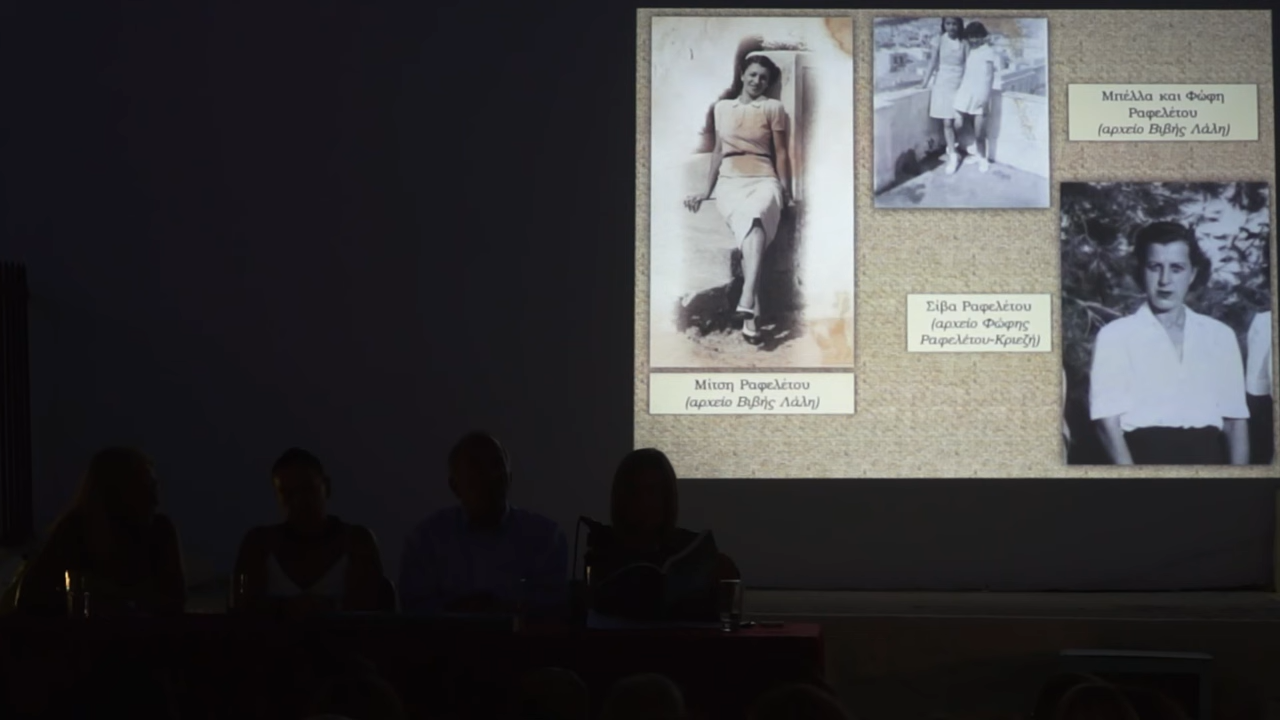 Μπέλλα και Φώφη
Ραφελέτου
(αρχείο Βιβής Λάλη)
Σίβα Ραφελέτου
(αρχείο Φώφης
Ραφελέτου-Κριεζή)
Μίτση Ραφελέτου
(αρχείο Βιβής Λάλη)